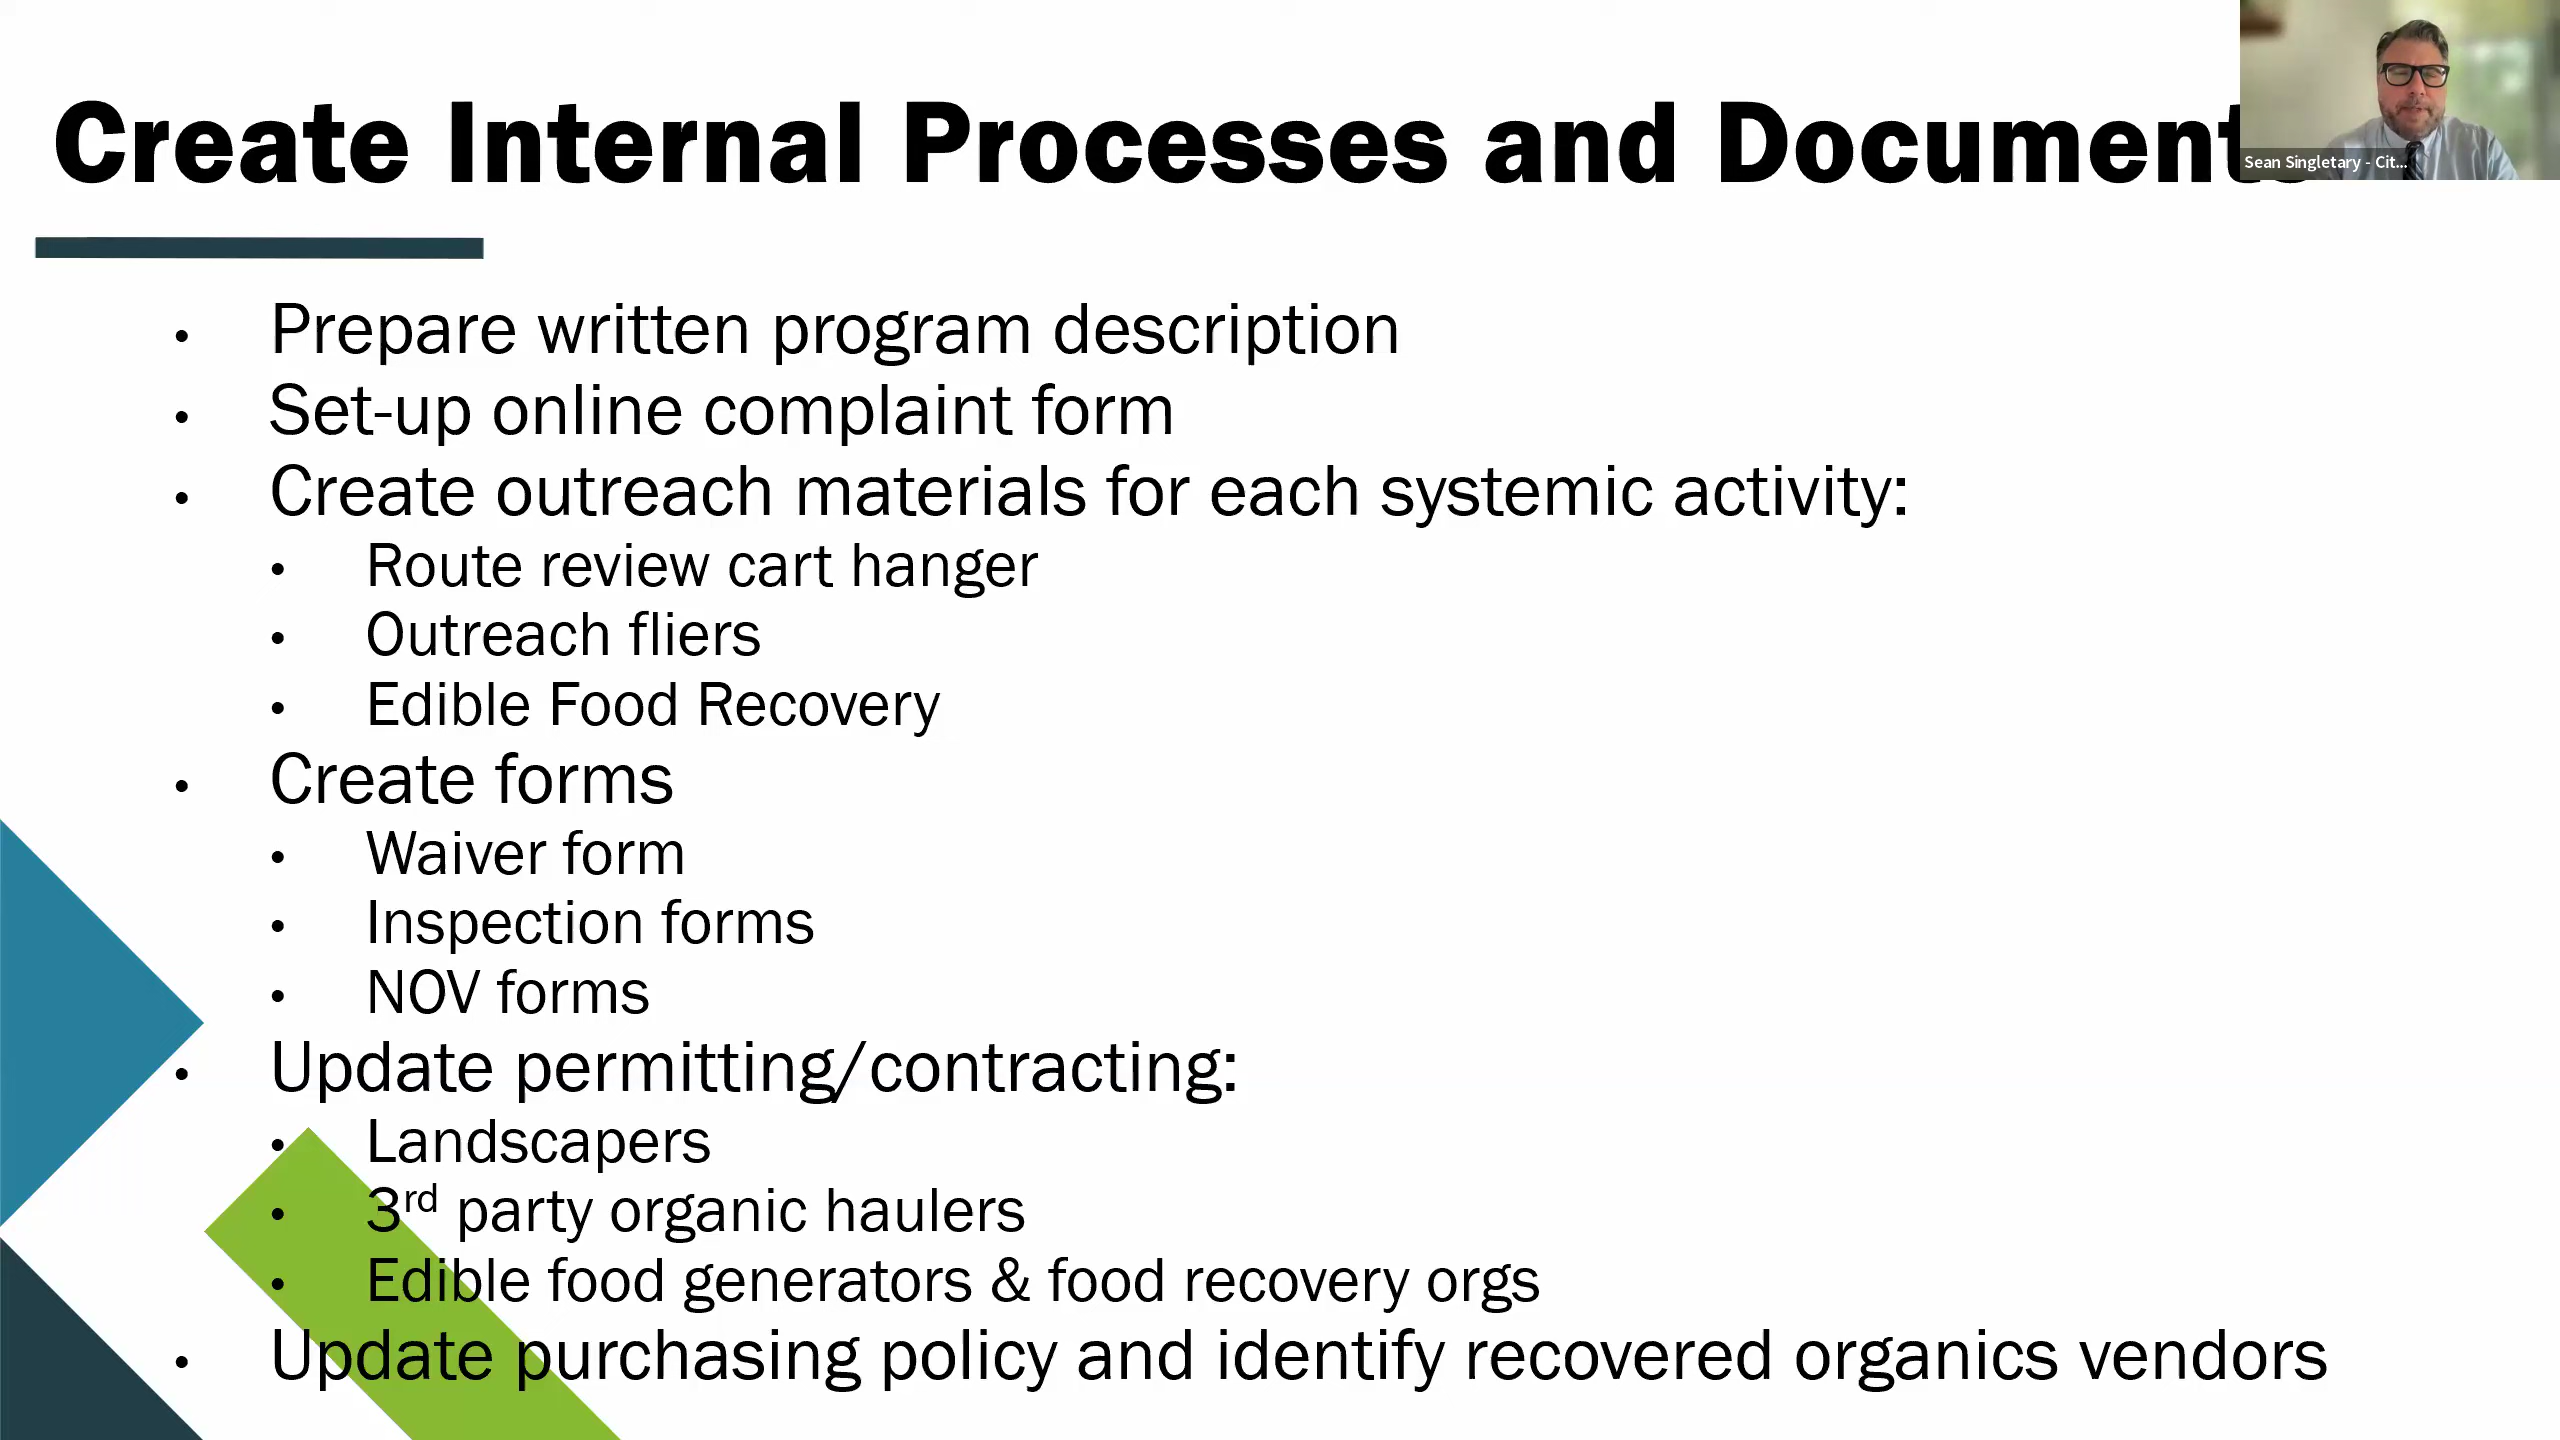 Create Internal Processes and Documents
Sean Singletary - Cit...
• Prepare written program description
• Set-up online complaint form
• Create outreach materials for each systemic activity:
• Route review cart hanger
• Outreach fliers
• Edible Food Recovery
• Create forms
• Waiver form
• Inspection forms
• NOV forms
• Update permitting/contracting:
• Landscapers
• 3rd party organic haulers
• Edible food generators & food recovery orgs
• Update purchasing policy and identify recovered organics vendors